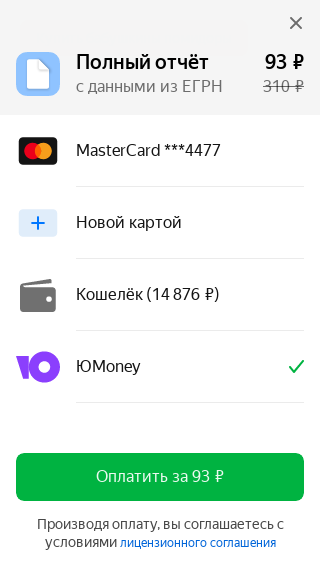 Полный отчёт 93 ₽
с данными из ЕГРН 310 ₽
MasterCard ***4477
Новой картой
Кошелёк (14 876 ₽)
ЮMoney
Оплатить за 93 ₽
Производя оплату, вы соглашаетесь с
условиями лицензионного соглашения